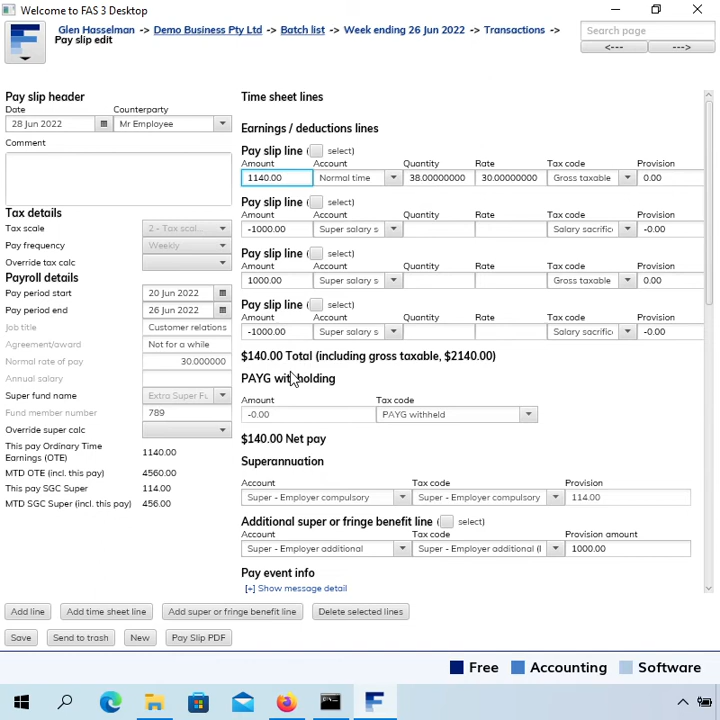 Welcome to FAS 3 Desktop
Glen Hasselman -> Demo Business Pty Ltd -> Batch list -> Week ending 26 Jun 2022 -> Transactions ->
Pay slip edit
Search page
<---
--->
Pay slip header
Date
Counterparty
28 Jun 2022
Mr Employee
Comment
Tax details
Tax scale
2 - Tax scal...
Pay frequency
Weekly
Override tax calc
Payroll details
Pay period start
20 Jun 2022
Pay period end
26 Jun 2022
Job title
Customer relations
Agreement/award
Not for a while
Normal rate of pay
30.000000
Annual salary
Super fund name
Extra Super Fu
Fund member number
789
Override super calc
This pay Ordinary Time
Earnings (OTE)
1140.00
MTD OTE (incl. this pay)
4560.00
This pay SGC Super
114.00
MTD SGC Super (incl. this pay)
456.00
Time sheet lines
Earnings / deductions lines
Pay slip line ( select)
Amount Account Quantity Rate Tax code Provision
1140.00 Normal time 38.00000000 30.00000000 Gross taxable 0.00
Pay slip line ( select)
Amount Account Quantity Rate Tax code Provision
-1000.00 Super salary s Salary sacrific -0.00
Pay slip line ( select)
Amount Account Quantity Rate Tax code Provision
1000.00 Super salary s Gross taxable 0.00
Pay slip line ( select)
Amount Account Quantity Rate Tax code Provision
-1000.00 Super salary s Salary sacrific -0.00
$140.00 Total (including gross taxable, $2140.00)
PAYG withholding
Amount Tax code
-0.00 PAYG withheld
$140.00 Net pay
Superannuation
Account Tax code Provision
Super - Employer compulsory Super - Employer compulsory 114.00
Additional super or fringe benefit line ( select)
Account Tax code Provision amount
Super - Employer additional Super - Employer additional (I 1000.00
Pay event info
[+] Show message detail
Add line Add time sheet line Add super or fringe benefit line Delete selected lines
Save Send to trash New Pay Slip PDF
Free Accounting Software